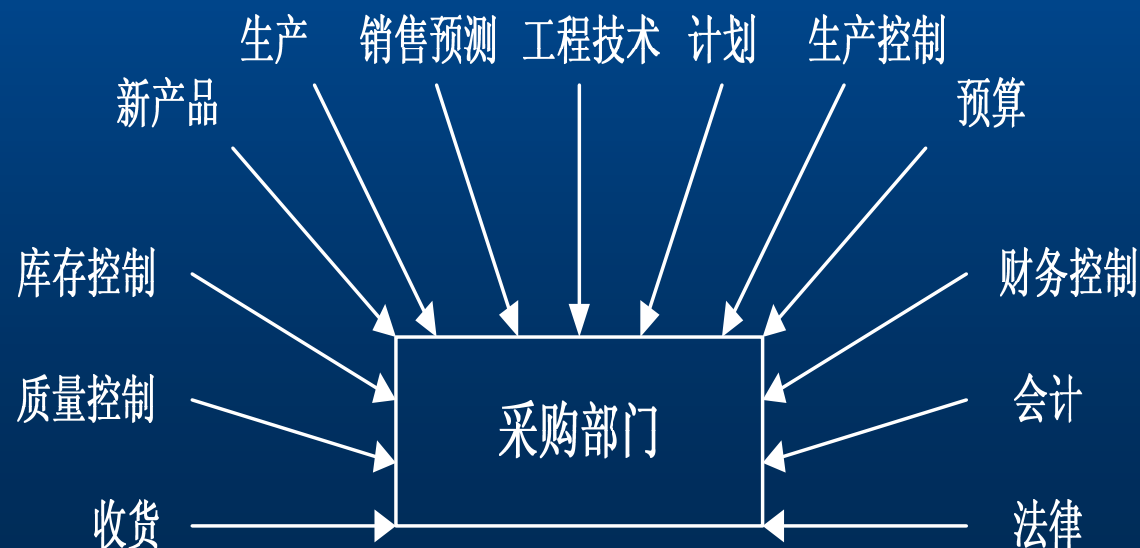 生产 销售预测 工程技术 计划 生产控制
新产品 预算
库存控制 财务控制
质量控制 会计
采购部门
收货 法律